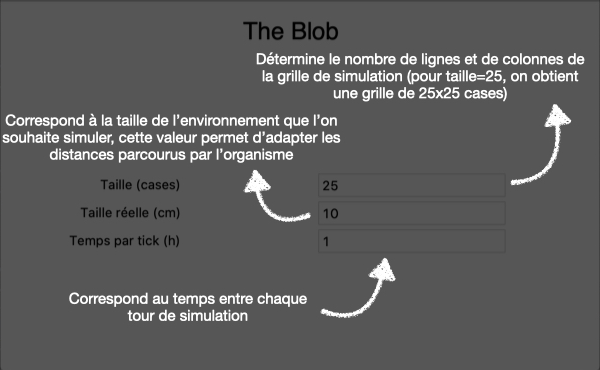 The Blob
Détermine le nombre de lignes et de colonnes de
la grille de simulation (pour taille=25, on obtient
une grille de 25x25 cases)
Correspond à la taille de l'environnement que l'on
souhaite simuler, cette valeur permet d'adapter les
distances parcourus par l'organisme
Taille (cases) 25
Taille réelle (cm) 10
Temps par tick (h) 1
Correspond au temps entre chaque
tour de simulation